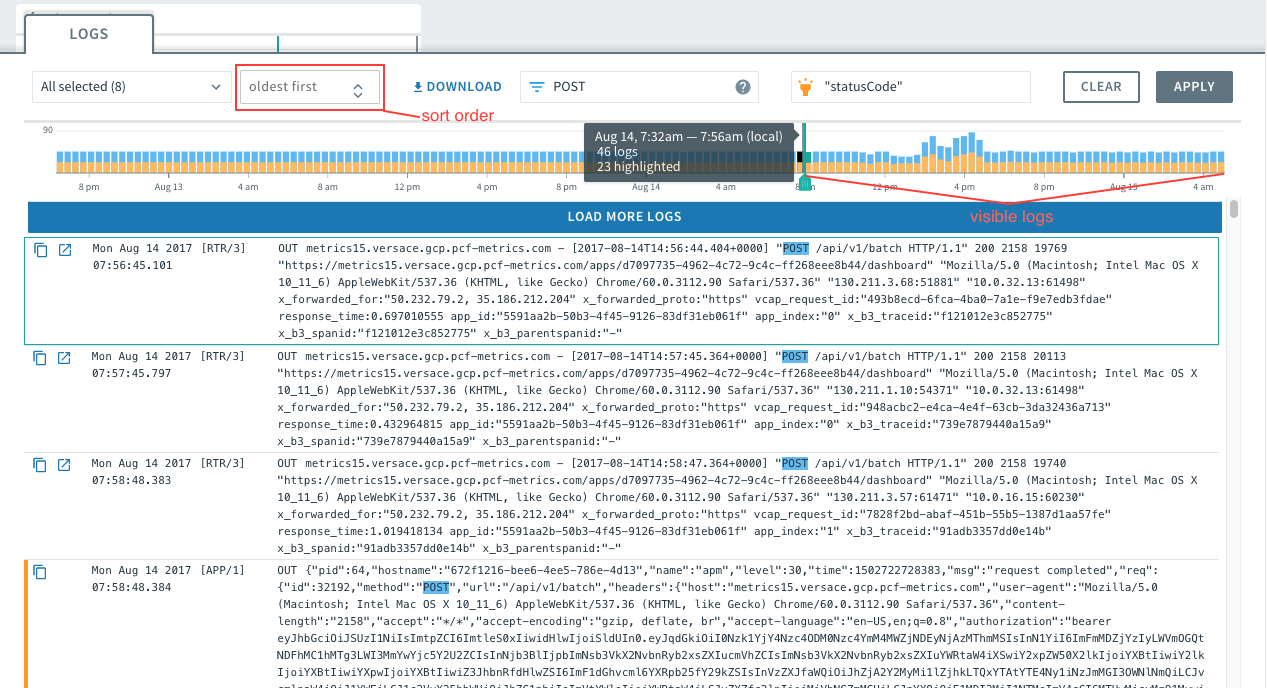 LOGS
All selected (8)
oldest first
DOWNLOAD
POST
"statusCode"
CLEAR
APPLY
sort order
90
Aug 14, 7:32am — 7:56am (local)
46 logs
23 highlighted
8 pm
Aug 13
4 am
8 am
12 pm
4 pm
8 pm
Aug 14
4 am
12 pm
4 pm
8 pm
Aug 15
4 am
visible logs
LOAD MORE LOGS
Mon Aug 14 2017 [RTR/3]
07:56:45.101
OUT metrics15.versace.gcp.pcf-metrics.com - [2017-08-14T14:56:44.404+0000] "POST /api/v1/batch HTTP/1.1" 200 2158 19769
"https://metrics15.versace.gcp.pcf-metrics.com/apps/d7097735-4962-4c72-9c4c-ff268eee8b44/dashboard" "Mozilla/5.0 (Macintosh; Intel Mac OS X
10_11_6) AppleWebKit/537.36 (KHTML, like Gecko) Chrome/60.0.3112.90 Safari/537.36" "130.211.3.68:51881" "10.0.32.13:61498"
x_forwarded_for:"50.232.79.2, 35.186.212.204" x_forwarded_proto:"https" vcap_request_id:"493b8ecd-6fca-4ba0-7a1e-f9e7edb3fdae"
response_time:0.697010555 app_id:"5591aa2b-50b3-4f45-9126-83df31eb061f" app_index:"0" x_b3_traceid:"f121012e3c852775"
x_b3_spanid:"f121012e3c852775" x_b3_parentspanid:"-"
Mon Aug 14 2017 [RTR/3]
07:57:45.797
OUT metrics15.versace.gcp.pcf-metrics.com - [2017-08-14T14:57:45.364+0000] "POST /api/v1/batch HTTP/1.1" 200 2158 20113
"https://metrics15.versace.gcp.pcf-metrics.com/apps/d7097735-4962-4c72-9c4c-ff268eee8b44/dashboard" "Mozilla/5.0 (Macintosh; Intel Mac OS X
10_11_6) AppleWebKit/537.36 (KHTML, like Gecko) Chrome/60.0.3112.90 Safari/537.36" "130.211.1.10:54371" "10.0.32.13:61498"
x_forwarded_for:"50.232.79.2, 35.186.212.204" x_forwarded_proto:"https" vcap_request_id:"948acbc2-e4ca-4e4f-63cb-3da32436a713"
response_time:0.432964815 app_id:"5591aa2b-50b3-4f45-9126-83df31eb061f" app_index:"0" x_b3_traceid:"739e7879440a15a9"
x_b3_spanid:"739e7879440a15a9" x_b3_parentspanid:"-"
Mon Aug 14 2017 [RTR/3]
07:58:48.383
OUT metrics15.versace.gcp.pcf-metrics.com - [2017-08-14T14:58:47.364+0000] "POST /api/v1/batch HTTP/1.1" 200 2158 19740
"https://metrics15.versace.gcp.pcf-metrics.com/apps/d7097735-4962-4c72-9c4c-ff268eee8b44/dashboard" "Mozilla/5.0 (Macintosh; Intel Mac OS X
10_11_6) AppleWebKit/537.36 (KHTML, like Gecko) Chrome/60.0.3112.90 Safari/537.36" "130.211.3.57:61471" "10.0.16.15:60230"
x_forwarded_for:"50.232.79.2, 35.186.212.204" x_forwarded_proto:"https" vcap_request_id:"7828f2bd-abaf-451b-55b5-1387d1aa57fe"
response_time:1.019418134 app_id:"5591aa2b-50b3-4f45-9126-83df31eb061f" app_index:"1" x_b3_traceid:"91adb3357dd0e14b"
x_b3_spanid:"91adb3357dd0e14b" x_b3_parentspanid:"-"
Mon Aug 14 2017 [APP/1]
07:58:48.384
OUT {"pid":64,"hostname":"672f1216-bee6-4ee5-786e-4d13","name":"apm","level":30,"time":1502722728383,"msg":"request completed","req":
{"id":32192,"method":"POST","url":"/api/v1/batch","headers":{"host":"metrics15.versace.gcp.pcf-metrics.com","user-agent":"Mozilla/5.0
(Macintosh; Intel Mac OS X 10_11_6) AppleWebKit/537.36 (KHTML, like Gecko) Chrome/60.0.3112.90 Safari/537.36","content-
length":"2158","accept":"*/*","accept-encoding":"gzip, deflate, br","accept-language":"en-US,en;q=0.8","authorization":"bearer